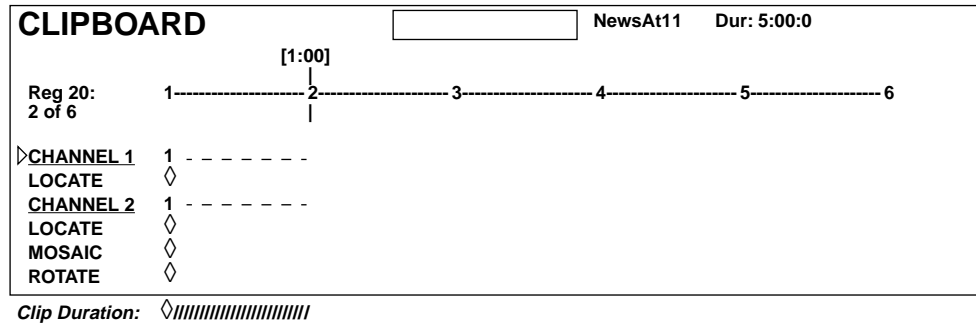 CLIPBOARD NewsAt11 Dur: 5:00:0
[1:00]
Reg 20: 1----------------------2----------------------3----------------------4----------------------5----------------------6
2 of 6
CHANNEL 1 1 - - - - - - -
LOCATE
CHANNEL 2 1 - - - - - - -
LOCATE
MOSAIC
ROTATE
Clip Duration: ◊//////////////////////////